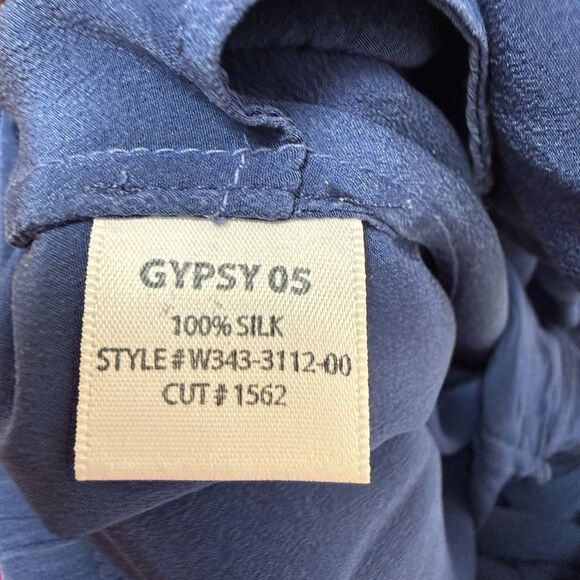 GYPSY 05
100% SILK
STYLE # W343-3112-00
CUT # 1562